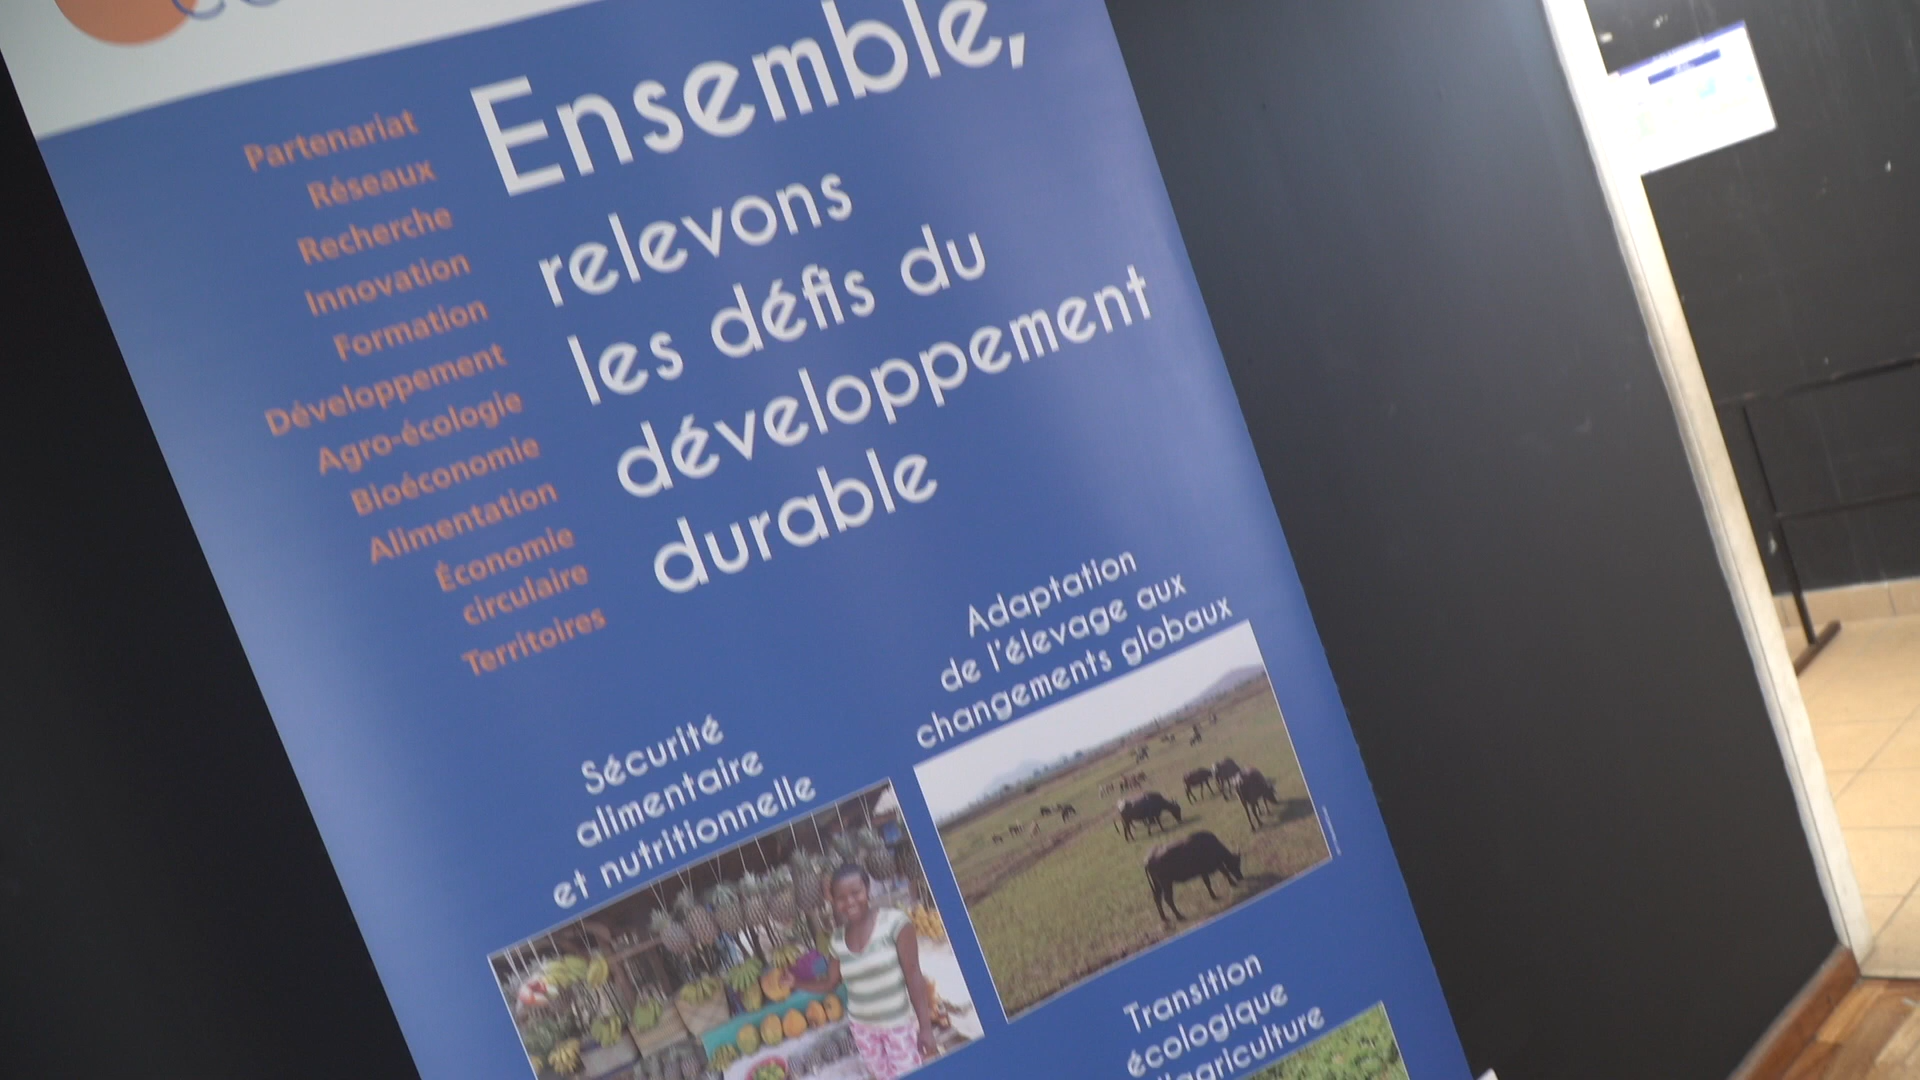 Ensemble,
relevons
les défis du
développement
durable
Partenariat
Réseaux
Recherche
Innovation
Formation
Développement
Agro-écologie
Bioéconomie
Alimentation
Économie
circulaire
Territoires
Adaptation
de l'élevage aux
changements globaux
Sécurité
alimentaire
et nutritionnelle
Transition
écologique
l'agriculture